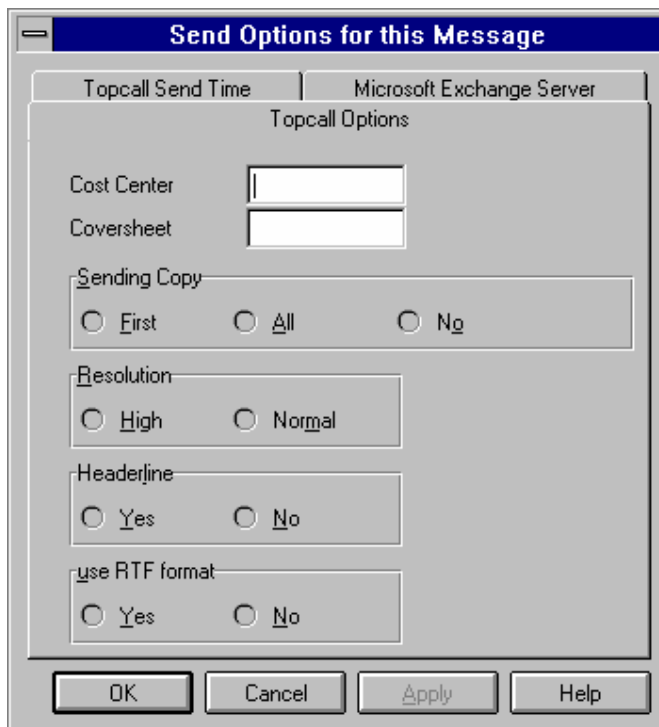 Send Options for this Message
Topcall Send Time Microsoft Exchange Server
Topcall Options
Cost Center
Coversheet
Sending Copy
First All No
Resolution
High Normal
Headerline
Yes No
use RTF format
Yes No
OK Cancel Apply Help